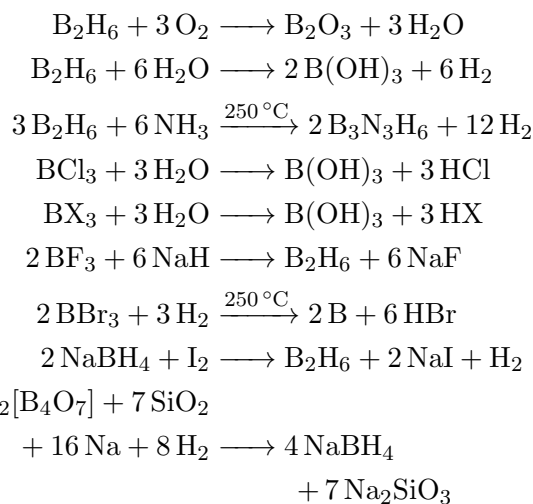 B₂H₆ + 3 O₂ ⟶ B₂O₃ + 3 H₂O
B₂H₆ + 6 H₂O ⟶ 2 B(OH)₃ + 6 H₂
3 B₂H₆ + 6 NH₃ —250 °C→ 2 B₃N₃H₆ + 12 H₂
BCl₃ + 3 H₂O ⟶ B(OH)₃ + 3 HCl
BX₃ + 3 H₂O ⟶ B(OH)₃ + 3 HX
2 BF₃ + 6 NaH ⟶ B₂H₆ + 6 NaF
2 BBr₃ + 3 H₂ —250 °C→ 2 B + 6 HBr
2 NaBH₄ + I₂ ⟶ B₂H₆ + 2 NaI + H₂
₂[B₄O₇] + 7 SiO₂
+ 16 Na + 8 H₂ ⟶ 4 NaBH₄
+ 7 Na₂SiO₃